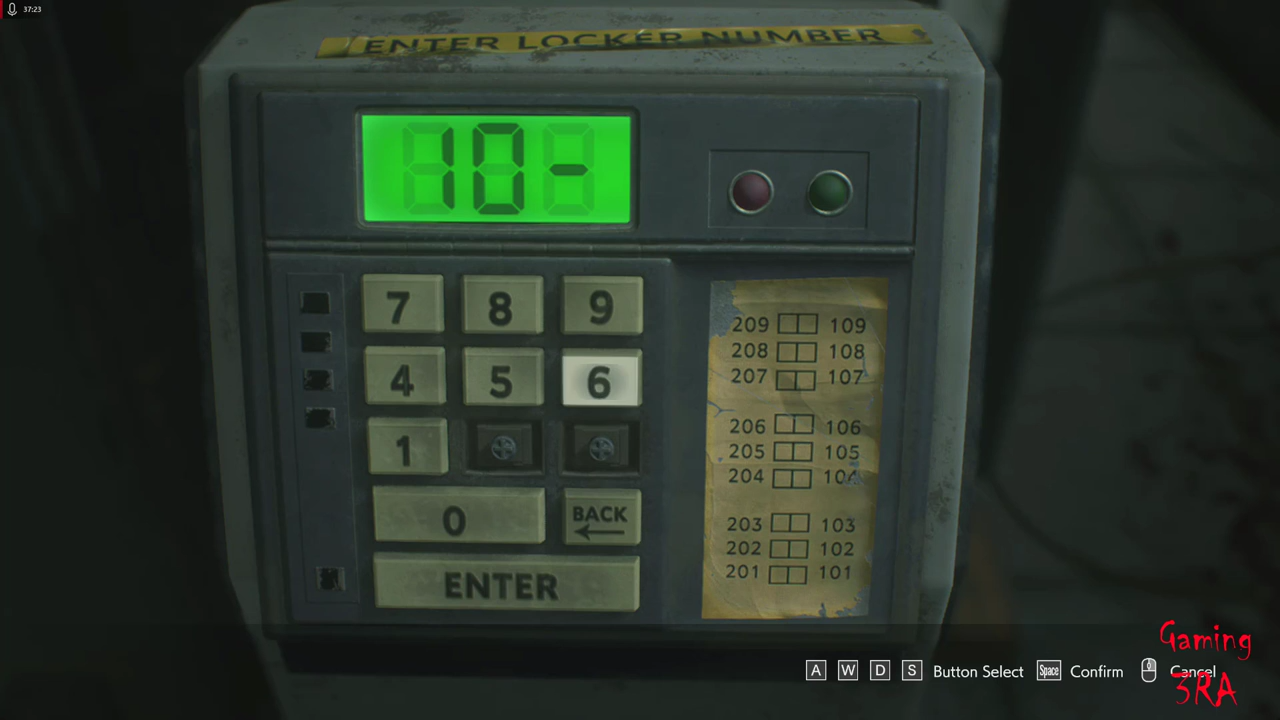 37:23
ENTER LOCKER NUMBER
10-
7 8 9
4 5 6
1
0 BACK
ENTER
209 109
208 108
207 107
206 106
205 105
204 104
203 103
202 102
201 101
A W D S Button Select Space Confirm Cancel
Gaming
3RA